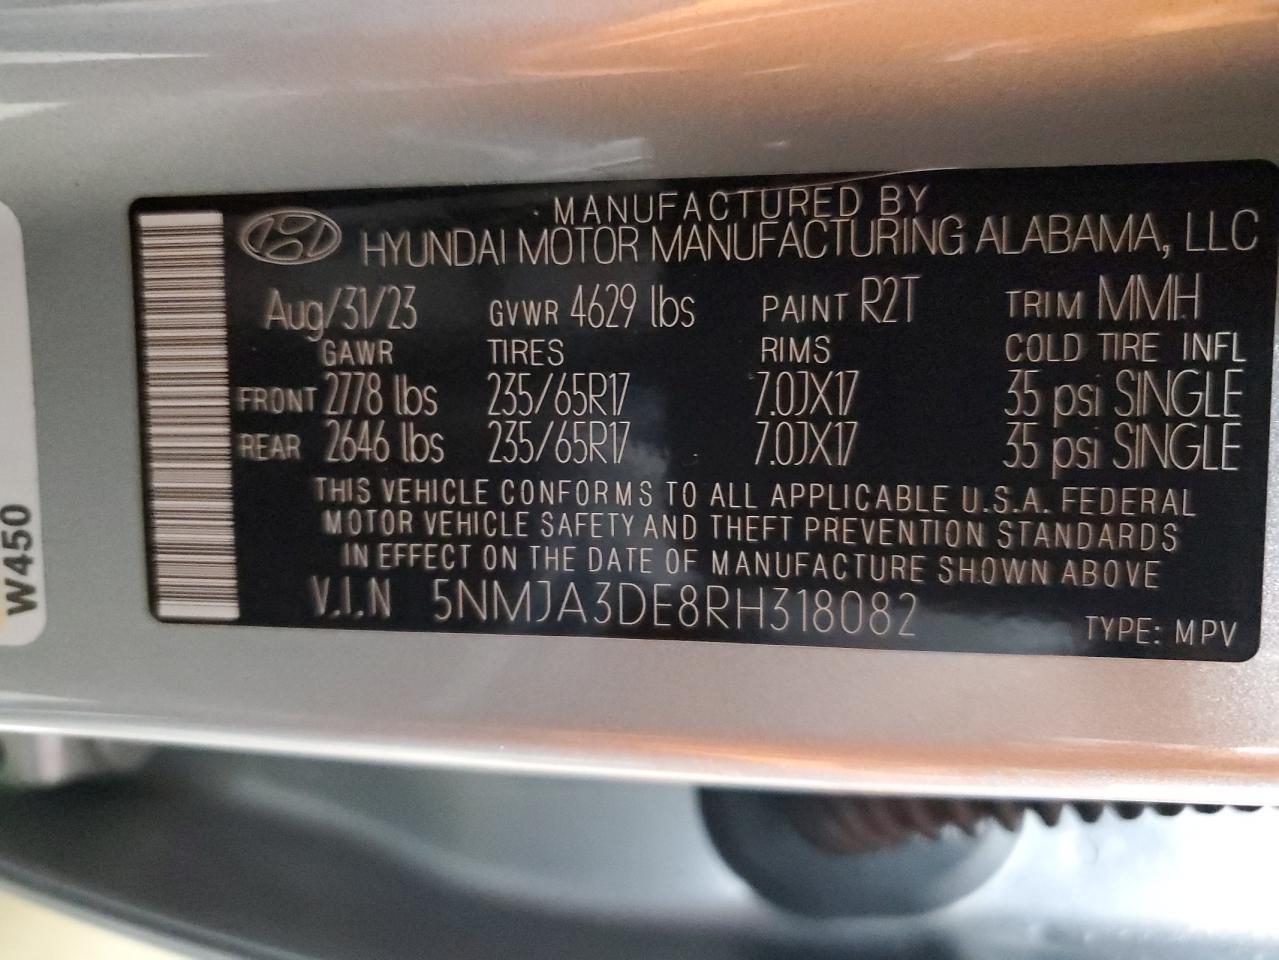 MANUFACTURED BY
HYUNDAI MOTOR MANUFACTURING ALABAMA, LLC
Aug/31/23 GVWR 4629 lbs PAINT R2T TRIM MMH
GAWR TIRES RIMS COLD TIRE INFL
FRONT 2778 lbs 235/65R17 7.0JX17 35 psi SINGLE
REAR 2646 lbs 235/65R17 7.0JX17 35 psi SINGLE
THIS VEHICLE CONFORMS TO ALL APPLICABLE U.S.A. FEDERAL
MOTOR VEHICLE SAFETY AND THEFT PREVENTION STANDARDS
IN EFFECT ON THE DATE OF MANUFACTURE SHOWN ABOVE
V.I.N 5NMJA3DE8RH318082
TYPE: MPV
W450